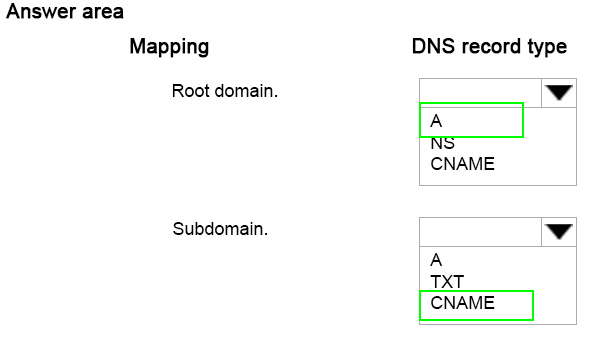 Answer area
Mapping DNS record type
Root domain.
A
NS
CNAME
Subdomain.
A
TXT
CNAME